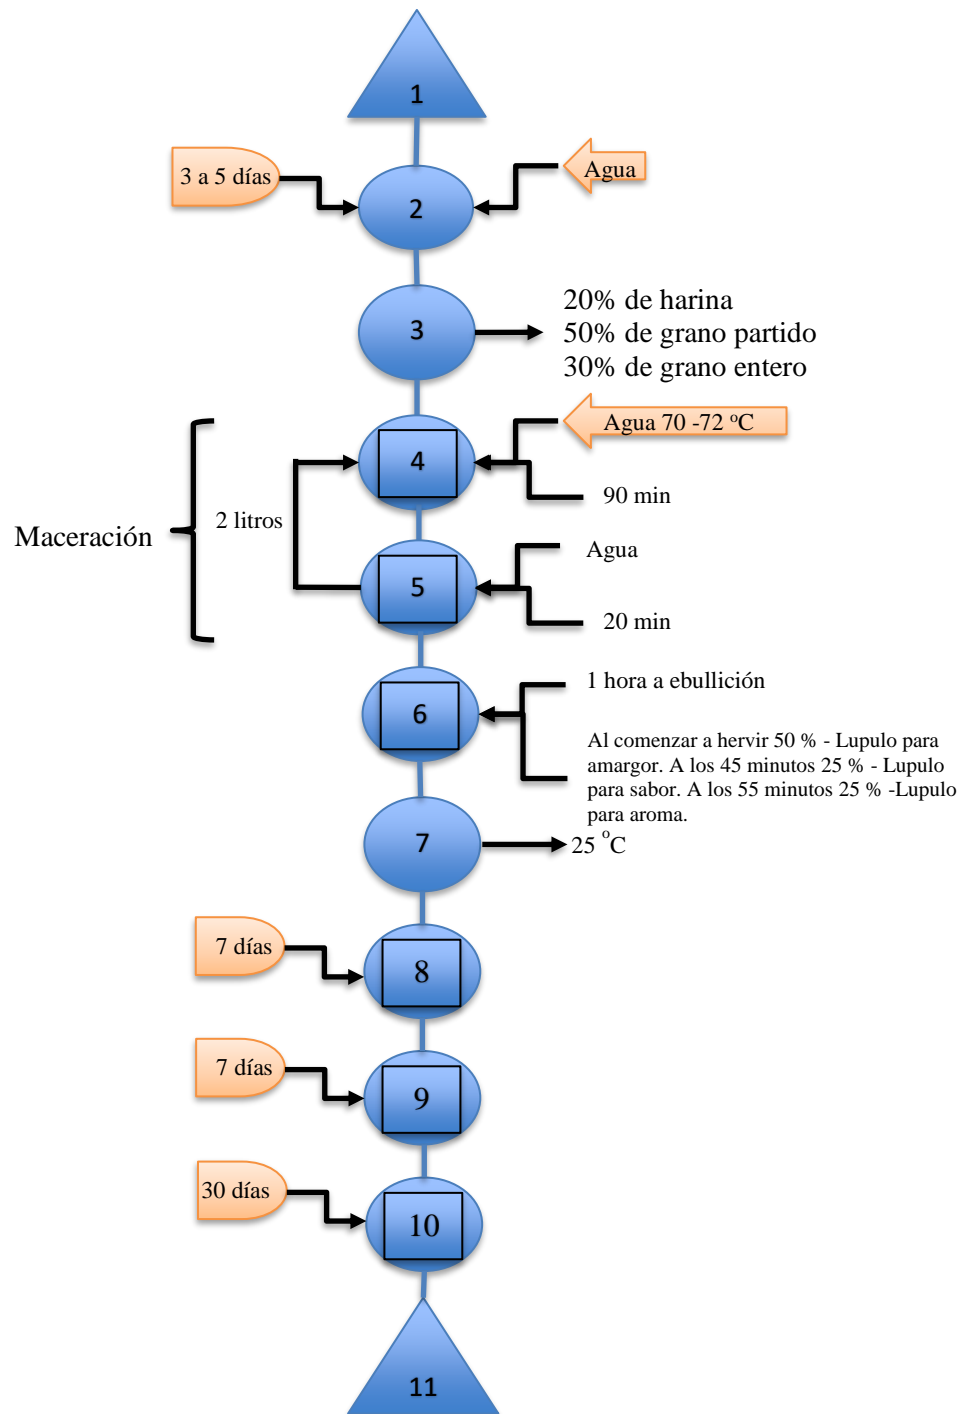 1
3 a 5 días
Agua
2
3
20% de harina
50% de grano partido
30% de grano entero
Agua 70 -72 °C
4
90 min
2 litros
Maceración
Agua
5
20 min
1 hora a ebullición
6
Al comenzar a hervir 50 % - Lupulo para
amargor. A los 45 minutos 25 % - Lupulo
para sabor. A los 55 minutos 25 % -Lupulo
para aroma.
7
25 °C
7 días
8
7 días
9
30 días
10
11